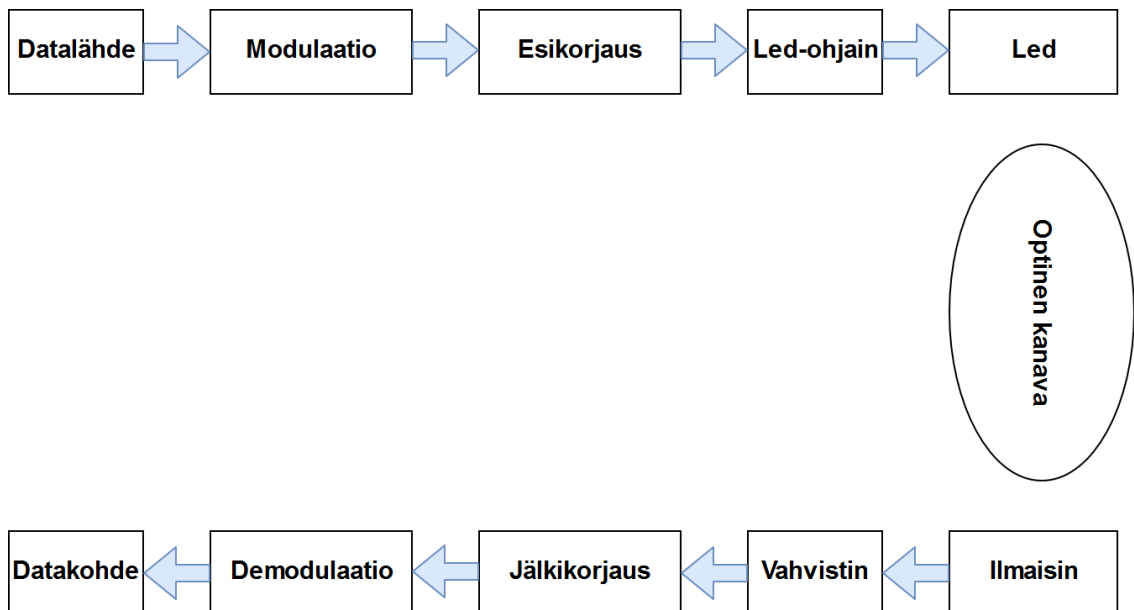 Datalähde
Modulaatio
Esikorjaus
Led-ohjain
Led
Optinen kanava
Datakohde
Demodulaatio
Jälkikorjaus
Vahvistin
Ilmaisin